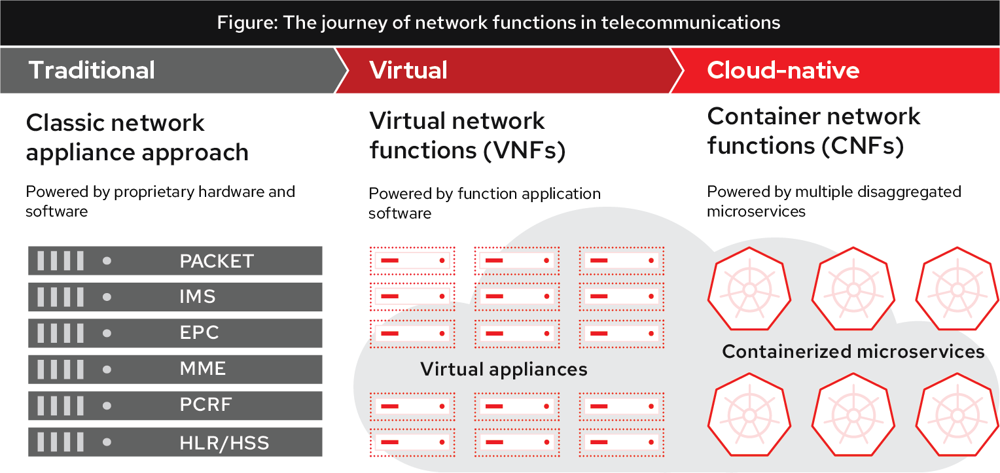 Figure: The journey of network functions in telecommunications
Traditional
Virtual
Cloud-native
Classic network
appliance approach
Powered by proprietary hardware and
software
PACKET
IMS
EPC
MME
PCRF
HLR/HSS
Virtual network
functions (VNFs)
Powered by function application
software
Virtual appliances
Container network
functions (CNFs)
Powered by multiple disaggregated
microservices
Containerized microservices